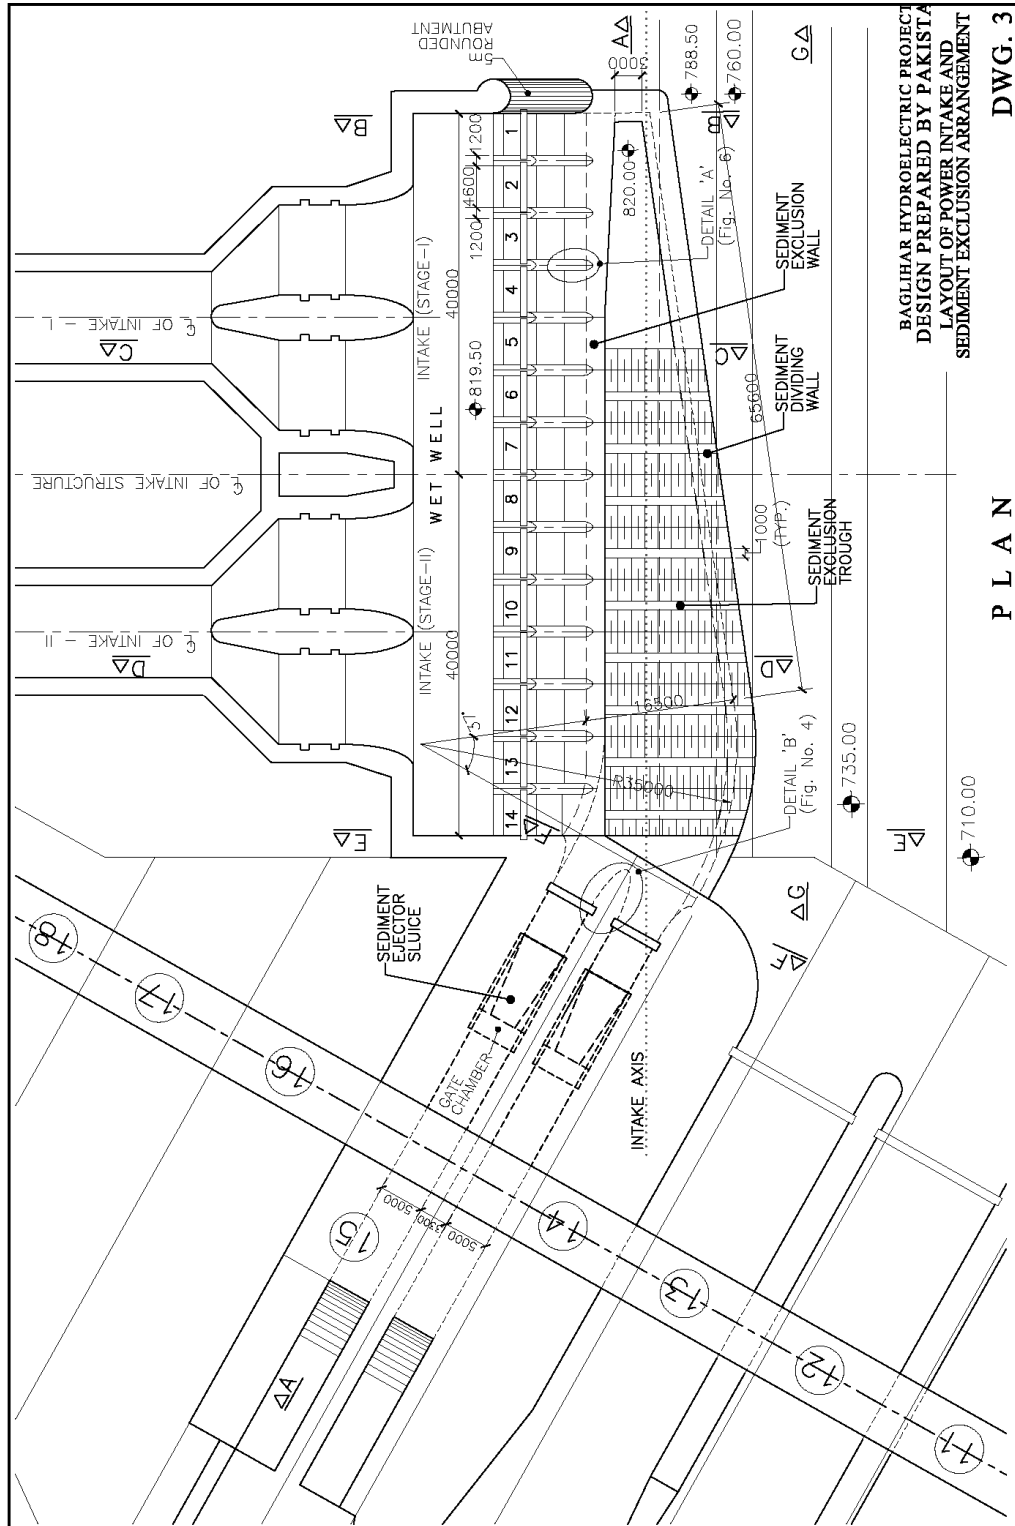 BAGLIHAR HYDROELECTRIC PROJECT
DESIGN PREPARED BY PAKISTA
LAYOUT OF POWER INTAKE AND
SEDIMENT EXCLUSION ARRANGEMENT
DWG. 3
PLAN
5m
ROUNDED
ABUTMENT
A
5000
788.50
760.00
G
B
B
1200
4600
1200
1
2
3
4
5
6
7
8
9
10
11
12
13
14
820.00
DETAIL 'A'
(Fig. No. 6)
SEDIMENT
EXCLUSION
WALL
℄ OF INTAKE - I
C
INTAKE (STAGE-I)
40000
819.50
C
SEDIMENT
DIVIDING
WALL
65600
℄ OF INTAKE STRUCTURE
WET WELL
1000
(TYP.)
SEDIMENT
EXCLUSION
TROUGH
℄ OF INTAKE - II
D
INTAKE (STAGE-II)
40000
D
16500
37°
R35000
DETAIL 'B'
(Fig. No. 4)
735.00
710.00
E
F
E
G
F
SEDIMENT
EJECTOR
SLUICE
GATE
CHAMBER
INTAKE AXIS
18
17
16
15
14
13
12
11
5000
3300
5000
A